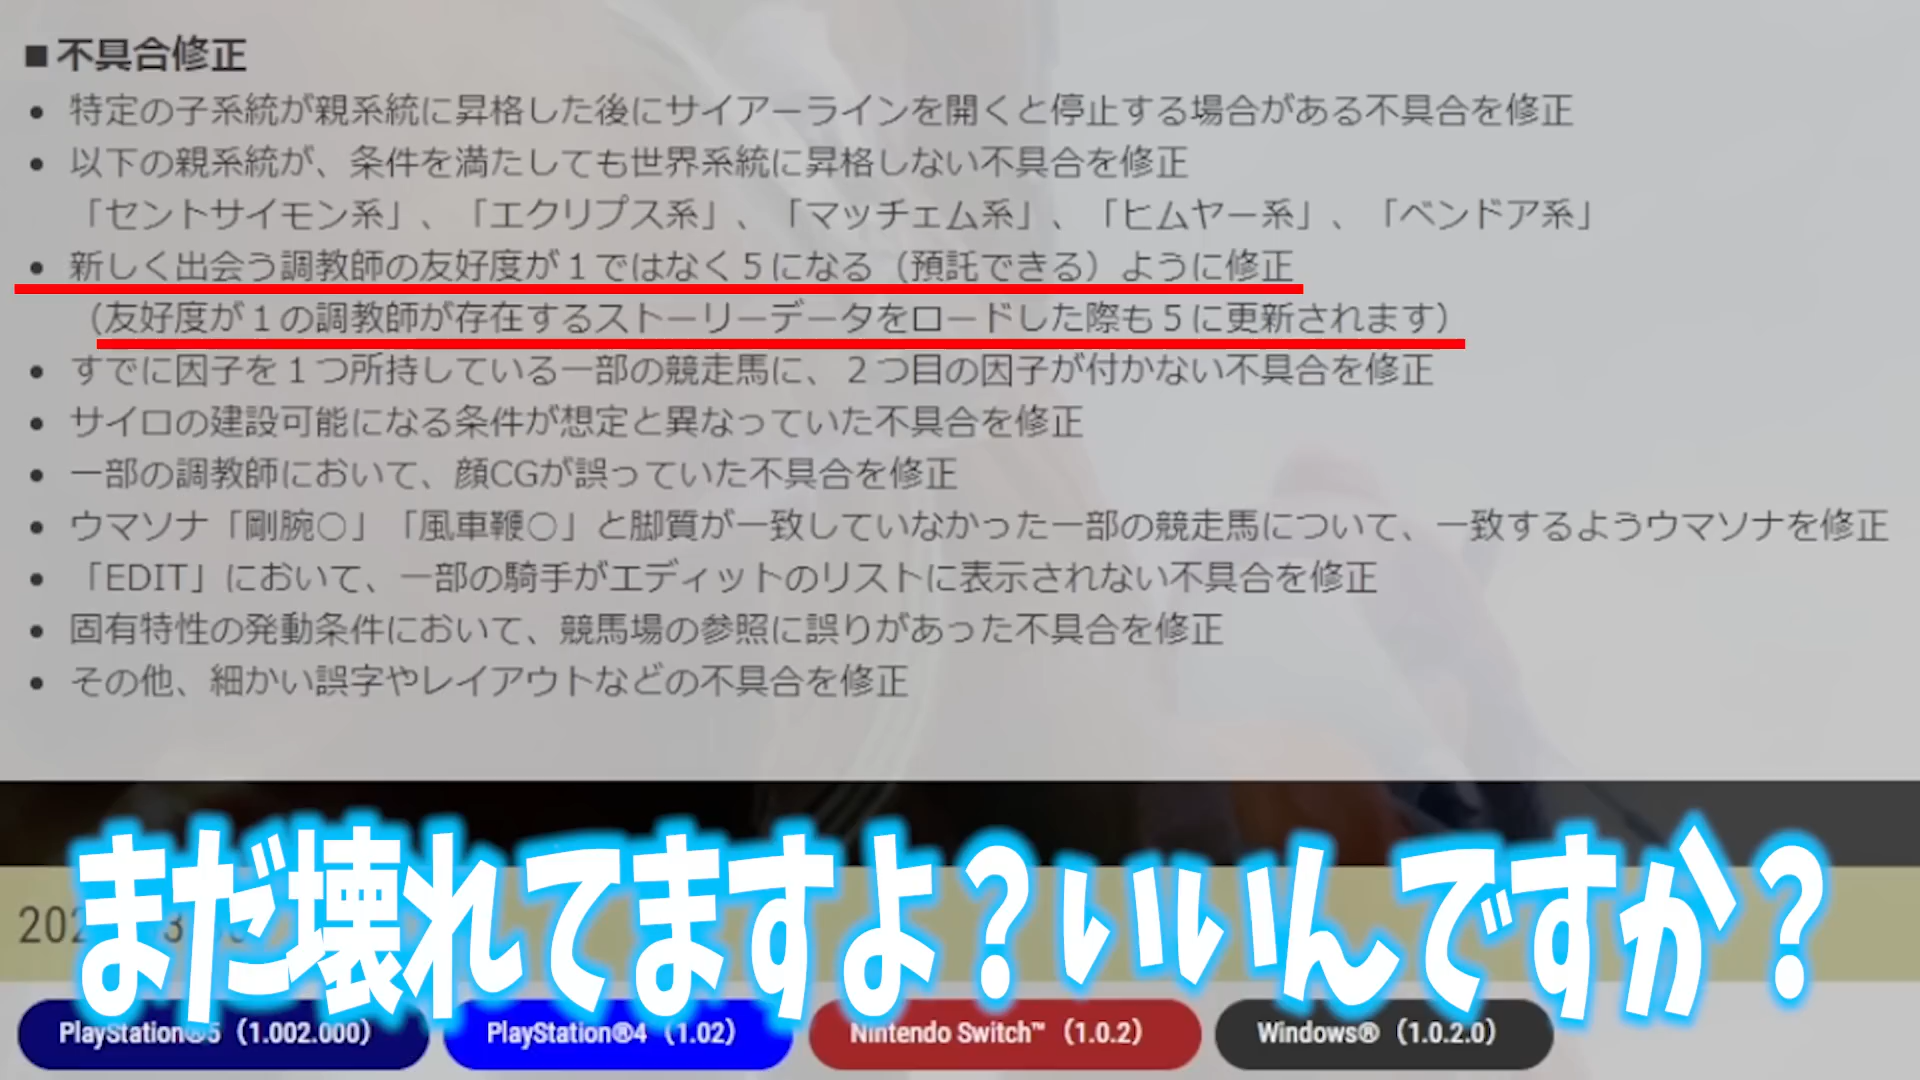 ■不具合修正
• 特定の子系統が親系統に昇格した後にサイアーラインを開くと停止する場合がある不具合を修正
• 以下の親系統が、条件を満たしても世界系統に昇格しない不具合を修正
「セントサイモン系」、「エクリプス系」、「マッチェム系」、「ヒムヤー系」、「ベンドア系」
• 新しく出会う調教師の友好度が１ではなく５になる（預託できる）ように修正
（友好度が１の調教師が存在するストーリーデータをロードした際も５に更新されます）
• すでに因子を１つ所持している一部の競走馬に、２つ目の因子が付かない不具合を修正
• サイロの建設可能になる条件が想定と異なっていた不具合を修正
• 一部の調教師において、顔CGが誤っていた不具合を修正
• ウマソナ「剛腕○」「風車鞭○」と脚質が一致していなかった一部の競走馬について、一致するようウマソナを修正
• 「EDIT」において、一部の騎手がエディットのリストに表示されない不具合を修正
• 固有特性の発動条件において、競馬場の参照に誤りがあった不具合を修正
• その他、細かい誤字やレイアウトなどの不具合を修正
まだ壊れてますよ？いいんですか？
PlayStation®5（1.002.000）
PlayStation®4（1.02）
Nintendo Switch™（1.0.2）
Windows®（1.0.2.0）